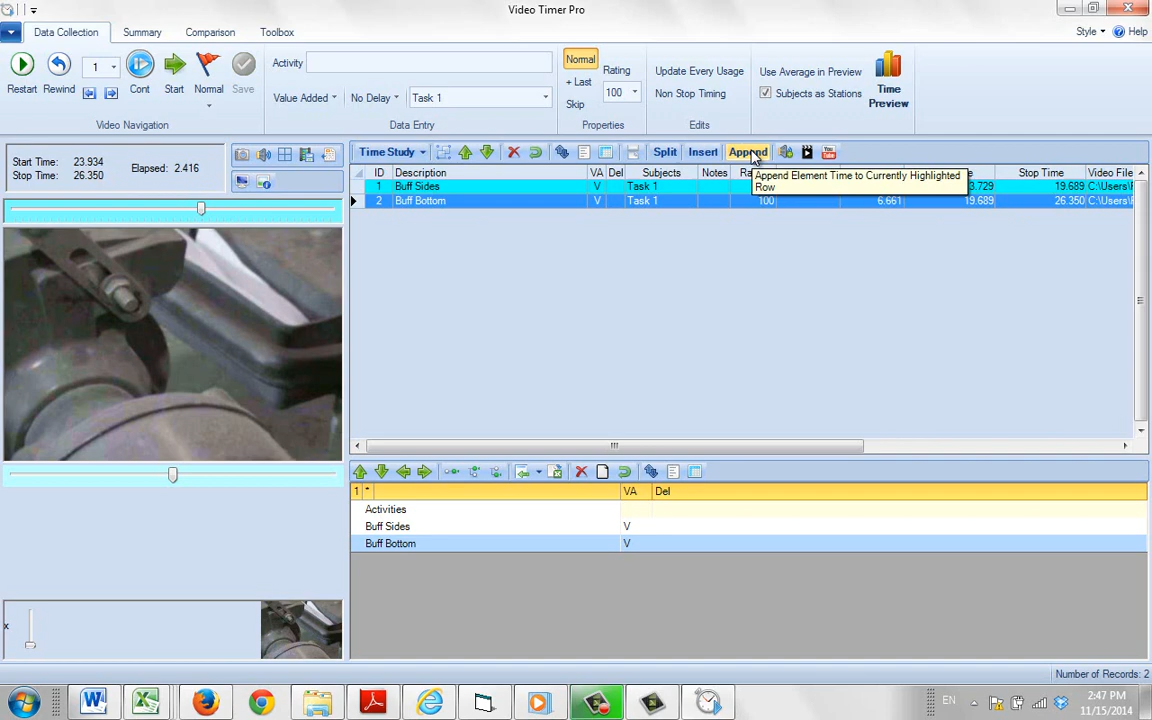 Video Timer Pro
Data Collection Summary Comparison Toolbox Style Help
Restart Rewind 1 Cont Start Normal Save
Video Navigation
Activity
Value Added No Delay Task 1
Data Entry
Normal
+ Last
Skip
Rating
100
Properties
Update Every Usage
Non Stop Timing
Edits
Use Average in Preview
Subjects as Stations
Time
Preview
Start Time: 23.934
Stop Time: 26.350
Elapsed: 2.416
Time Study Split Insert Append
ID Description VA Del Subjects Notes Stop Time Video File
1 Buff Sides V Task 1 3.729 19.689 C:\Users\
2 Buff Bottom V Task 1 100 6.661 19.689 26.350 C:\Users\
Append Element Time to Currently Highlighted
Row
1 * VA Del
Activities
Buff Sides V
Buff Bottom V
x
Number of Records: 2
EN
2:47 PM
11/15/2014